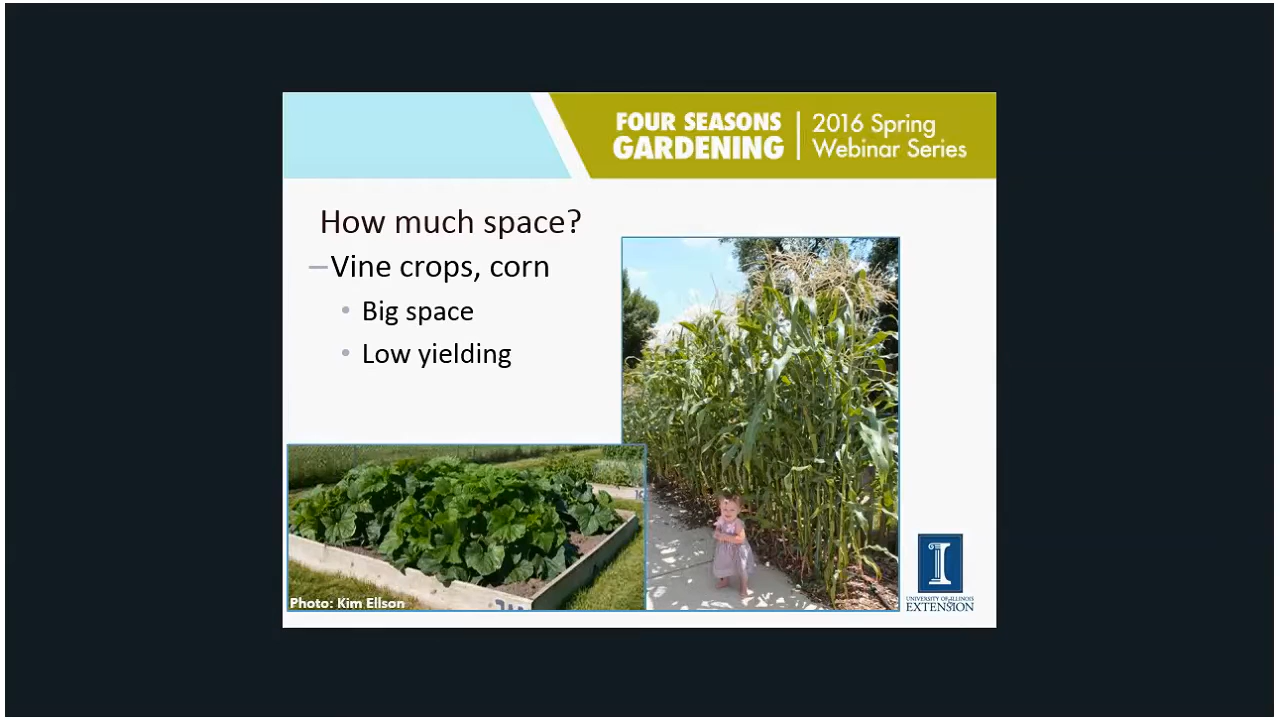 FOUR SEASONS
GARDENING
2016 Spring
Webinar Series
How much space?
–Vine crops, corn
• Big space
• Low yielding
Photo: Kim Ellson
UNIVERSITY OF ILLINOIS
EXTENSION